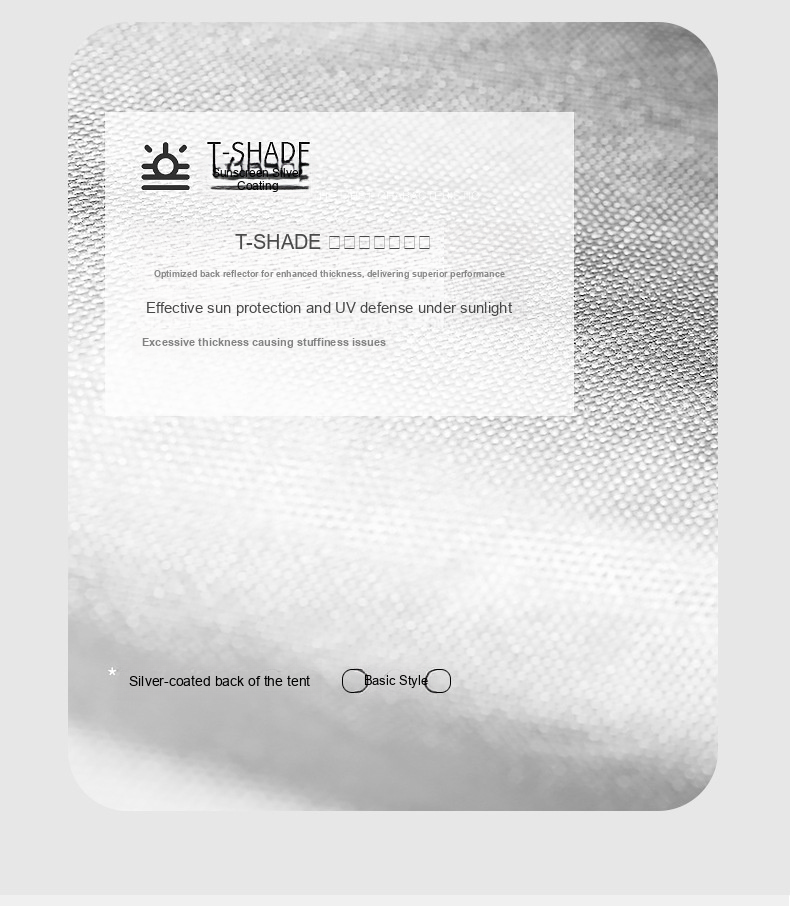 T-SHADE
Sunscreen Silver
Coating
T-SHADE
Optimized back reflector for enhanced thickness, delivering superior performance
Effective sun protection and UV defense under sunlight
Excessive thickness causing stuffiness issues
* Silver-coated back of the tent Basic Style